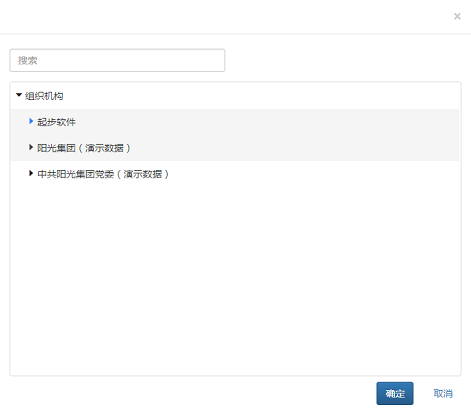 搜索
组织机构
起步软件
阳光集团（演示数据）
中共阳光集团党委（演示数据）
确定 取消